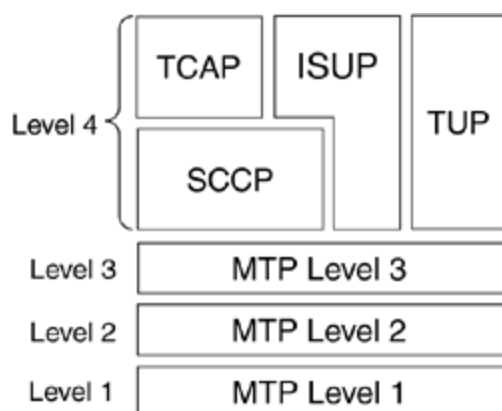 TCAP
ISUP
TUP
Level 4
SCCP
Level 3
MTP Level 3
Level 2
MTP Level 2
Level 1
MTP Level 1